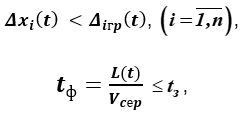 Δxᵢ(t) < Δᵢгр(t), (i = 1,n̅),
tф = L(t)/Vсер ≤ tз,